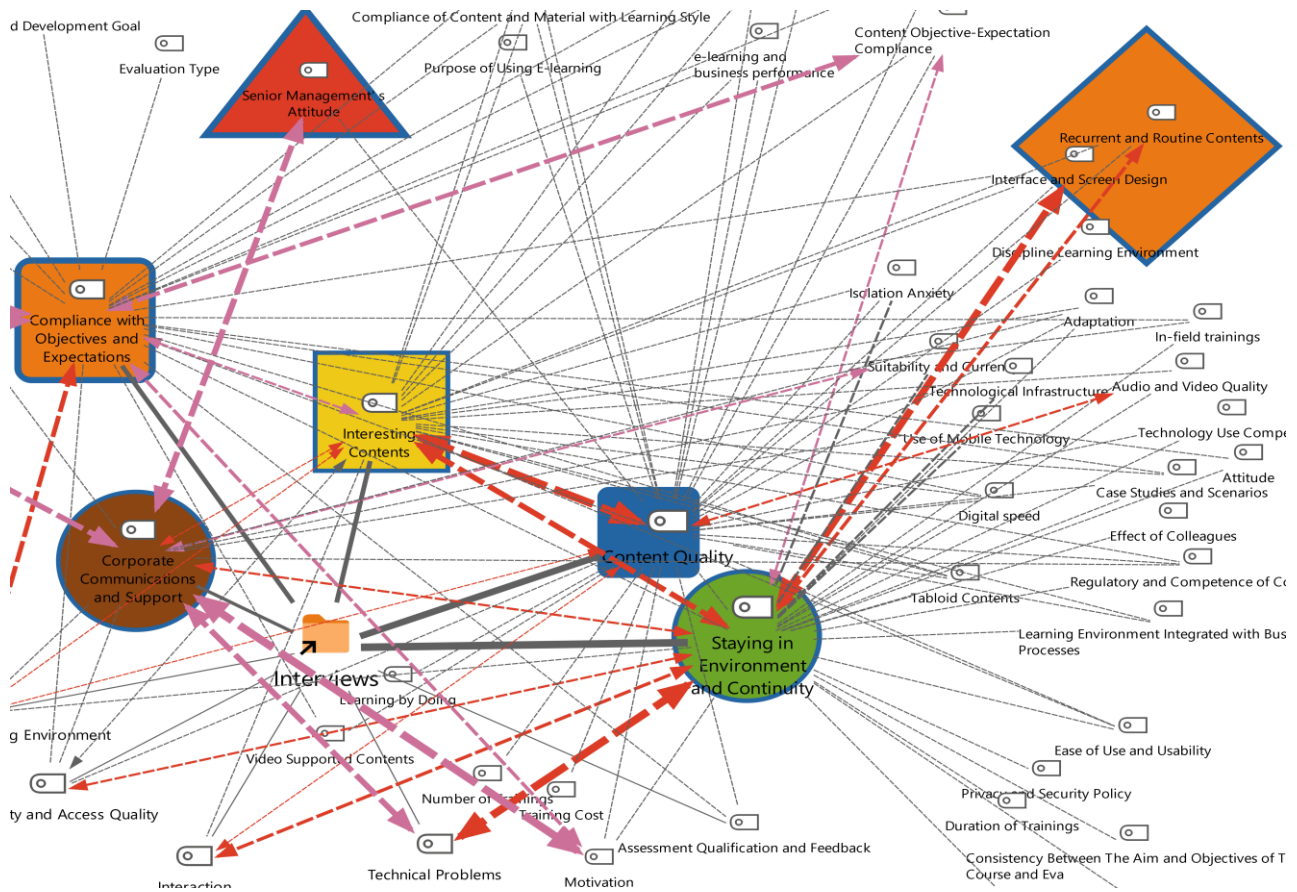 d Development Goal
Evaluation Type
Compliance of Content and Material with Learning Style
Purpose of Using E-learning
e-learning and
business performance
Content Objective-Expectation
Compliance
Senior Management's
Attitude
Recurrent and Routine Contents
Interface and Screen Design
Discipline Learning Environment
Isolation Anxiety
Adaptation
In-field trainings
Compliance with
Objectives and
Expectations
Suitability and Curren
Technological Infrastructure
Audio and Video Quality
Interesting
Contents
Use of Mobile Technology
Technology Use Compe
Attitude
Case Studies and Scenarios
Digital speed
Effect of Colleagues
Content Quality
Corporate
Communications
and Support
Regulatory and Competence of Co
Tabloid Contents
Learning Environment Integrated with Bus
Processes
Staying in
Environment
and Continuity
Interviews
Learning by Doing
g Environment
Video Supported Contents
Ease of Use and Usability
ty and Access Quality
Number of Trainings
Training Cost
Privacy and Security Policy
Duration of Trainings
Assessment Qualification and Feedback
Consistency Between The Aim and Objectives of T
Course and Eva
Technical Problems
Motivation
Interaction